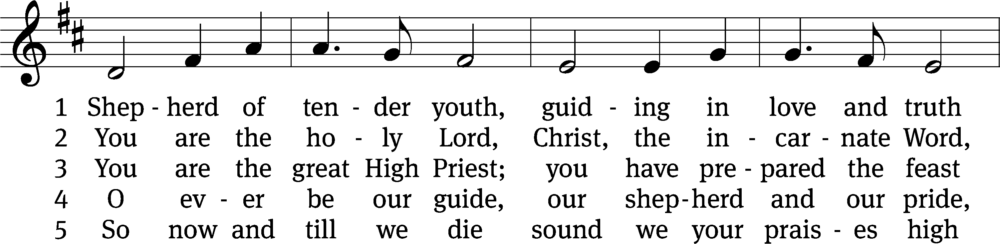 1 Shep - herd of ten - der youth, guid - ing in love and truth
2 You are the ho - ly Lord, Christ, the in - car - nate Word,
3 You are the great High Priest; you have pre - pared the feast
4 O ev - er be our guide, our shep - herd and our pride,
5 So now and till we die sound we your prais - es high